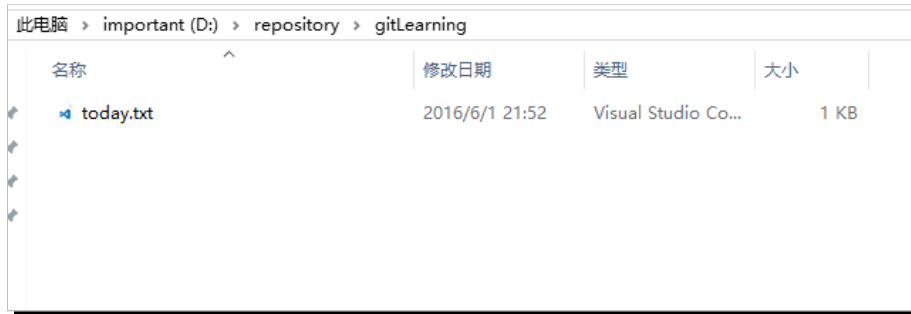 此电脑 › important (D:) › repository › gitLearning
名称 修改日期 类型 大小
today.txt 2016/6/1 21:52 Visual Studio Co... 1 KB